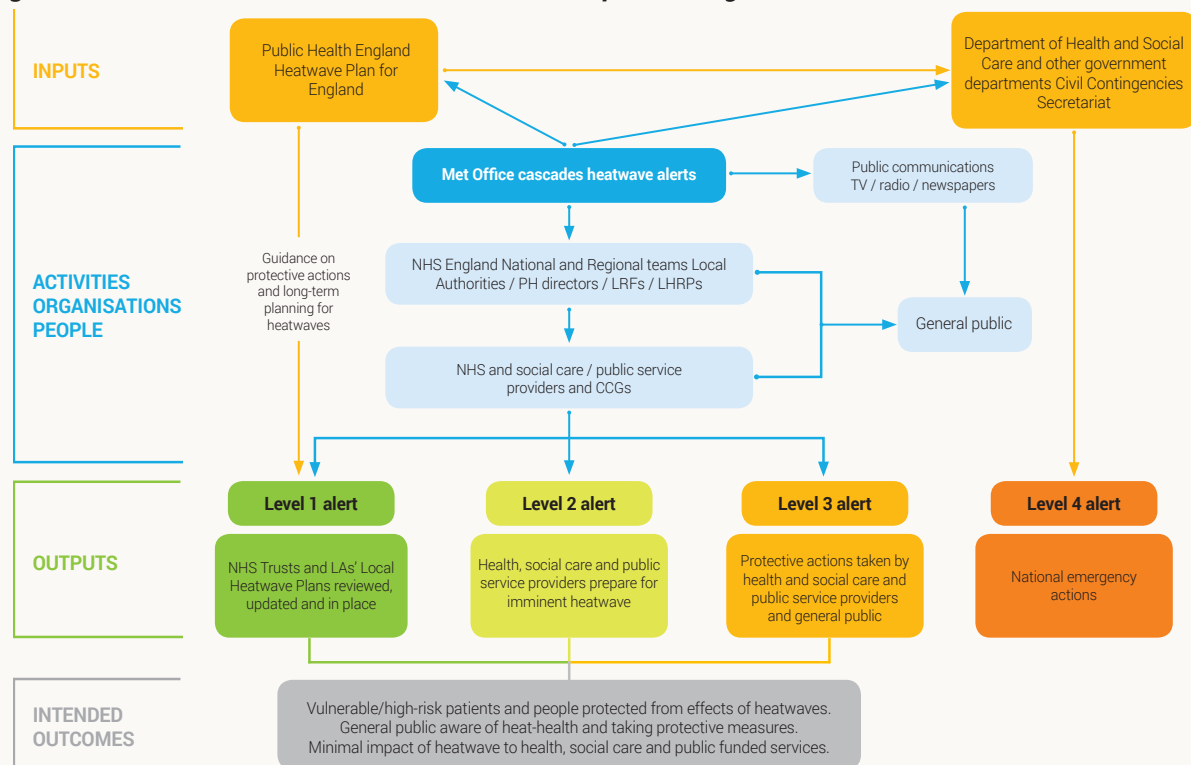 INPUTS
Public Health England
Heatwave Plan for
England
Department of Health and Social
Care and other government
departments Civil Contingencies
Secretariat
Met Office cascades heatwave alerts
Public communications
TV / radio / newspapers
ACTIVITIES
ORGANISATIONS
PEOPLE
Guidance on
protective actions
and long-term
planning for
heatwaves
NHS England National and Regional teams Local
Authorities / PH directors / LRFs / LHRPs
General public
NHS and social care / public service
providers and CCGs
OUTPUTS
Level 1 alert
Level 2 alert
Level 3 alert
Level 4 alert
NHS Trusts and LAs’ Local
Heatwave Plans reviewed,
updated and in place
Health, social care and public
service providers prepare for
imminent heatwave
Protective actions taken by
health and social care and
public service providers
and general public
National emergency
actions
INTENDED
OUTCOMES
Vulnerable/high-risk patients and people protected from effects of heatwaves.
General public aware of heat-health and taking protective measures.
Minimal impact of heatwave to health, social care and public funded services.